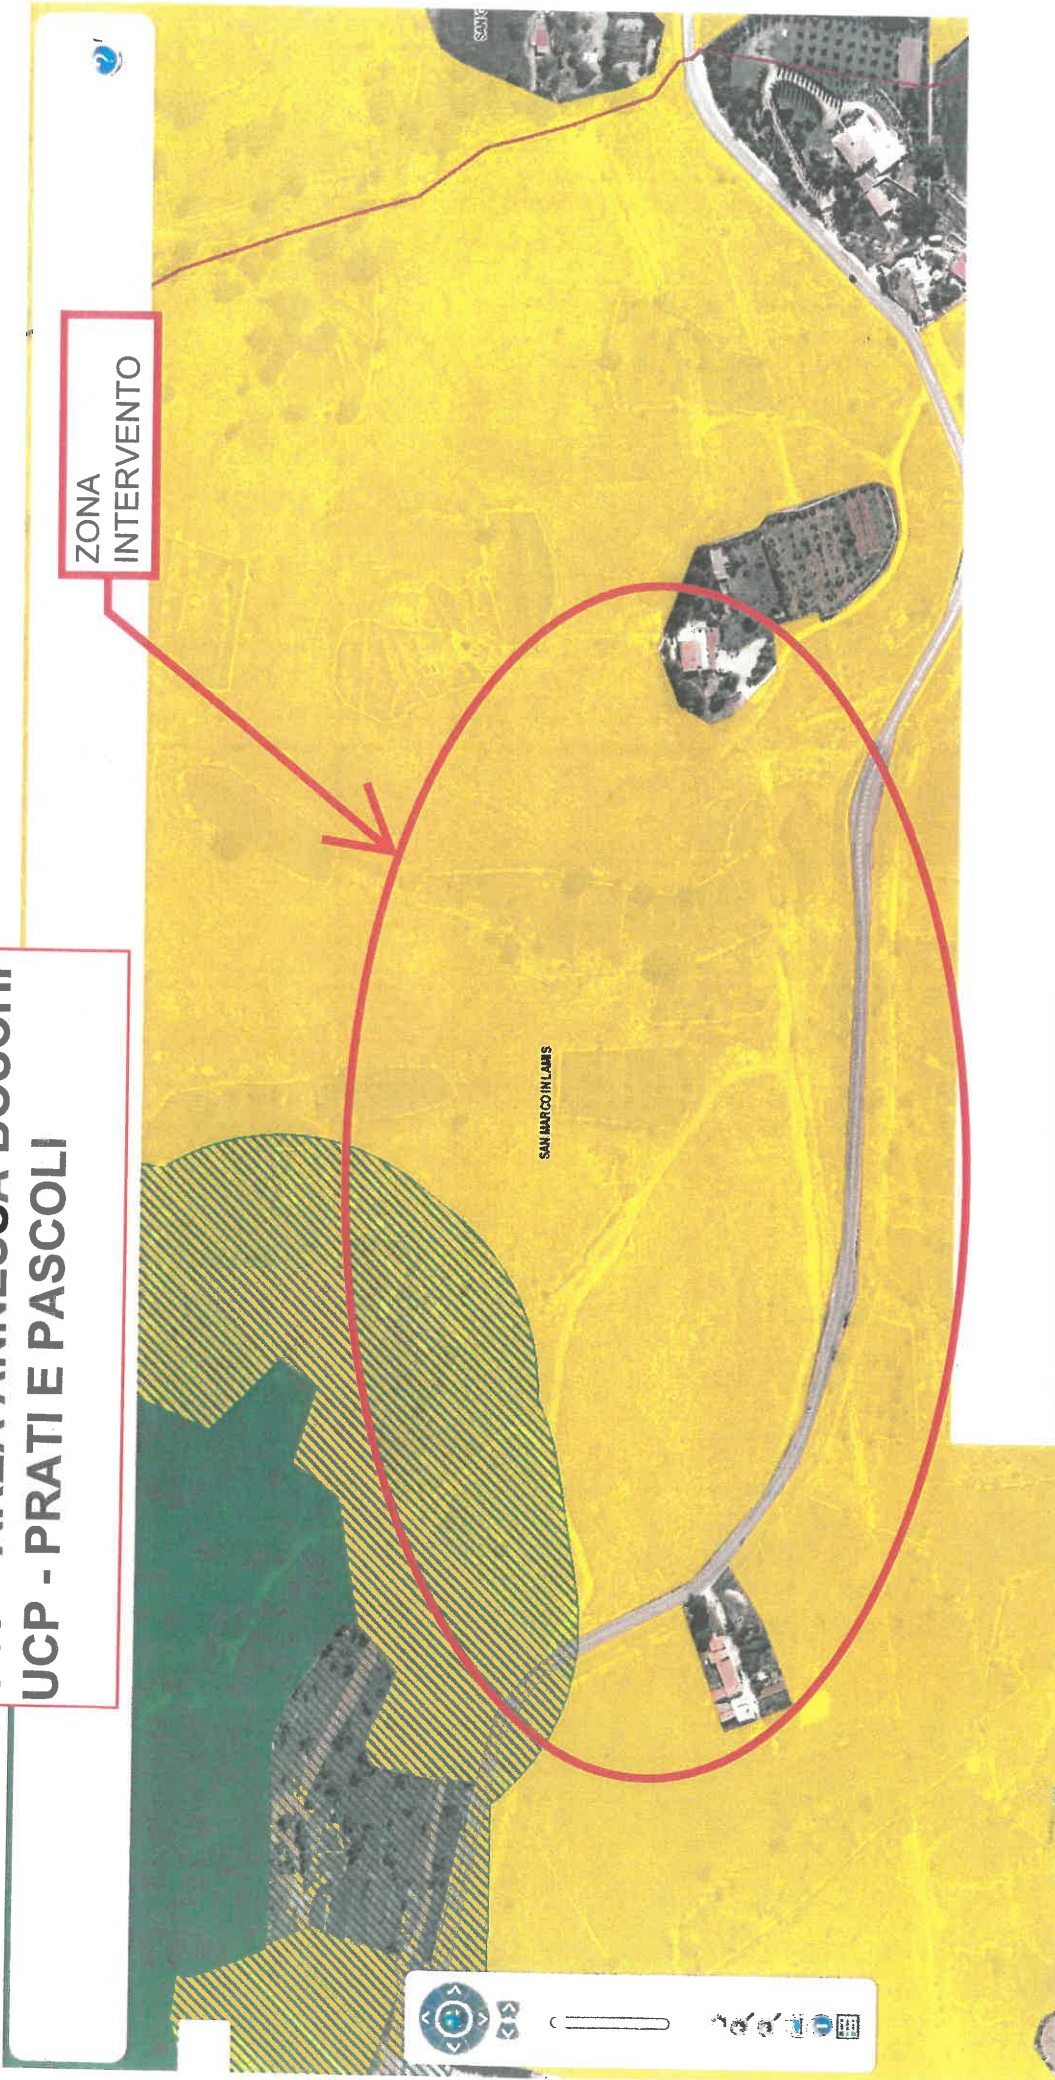 UCP - PRATI E PASCOLI
ZONA
INTERVENTO
SAN MARCO IN LAMIS